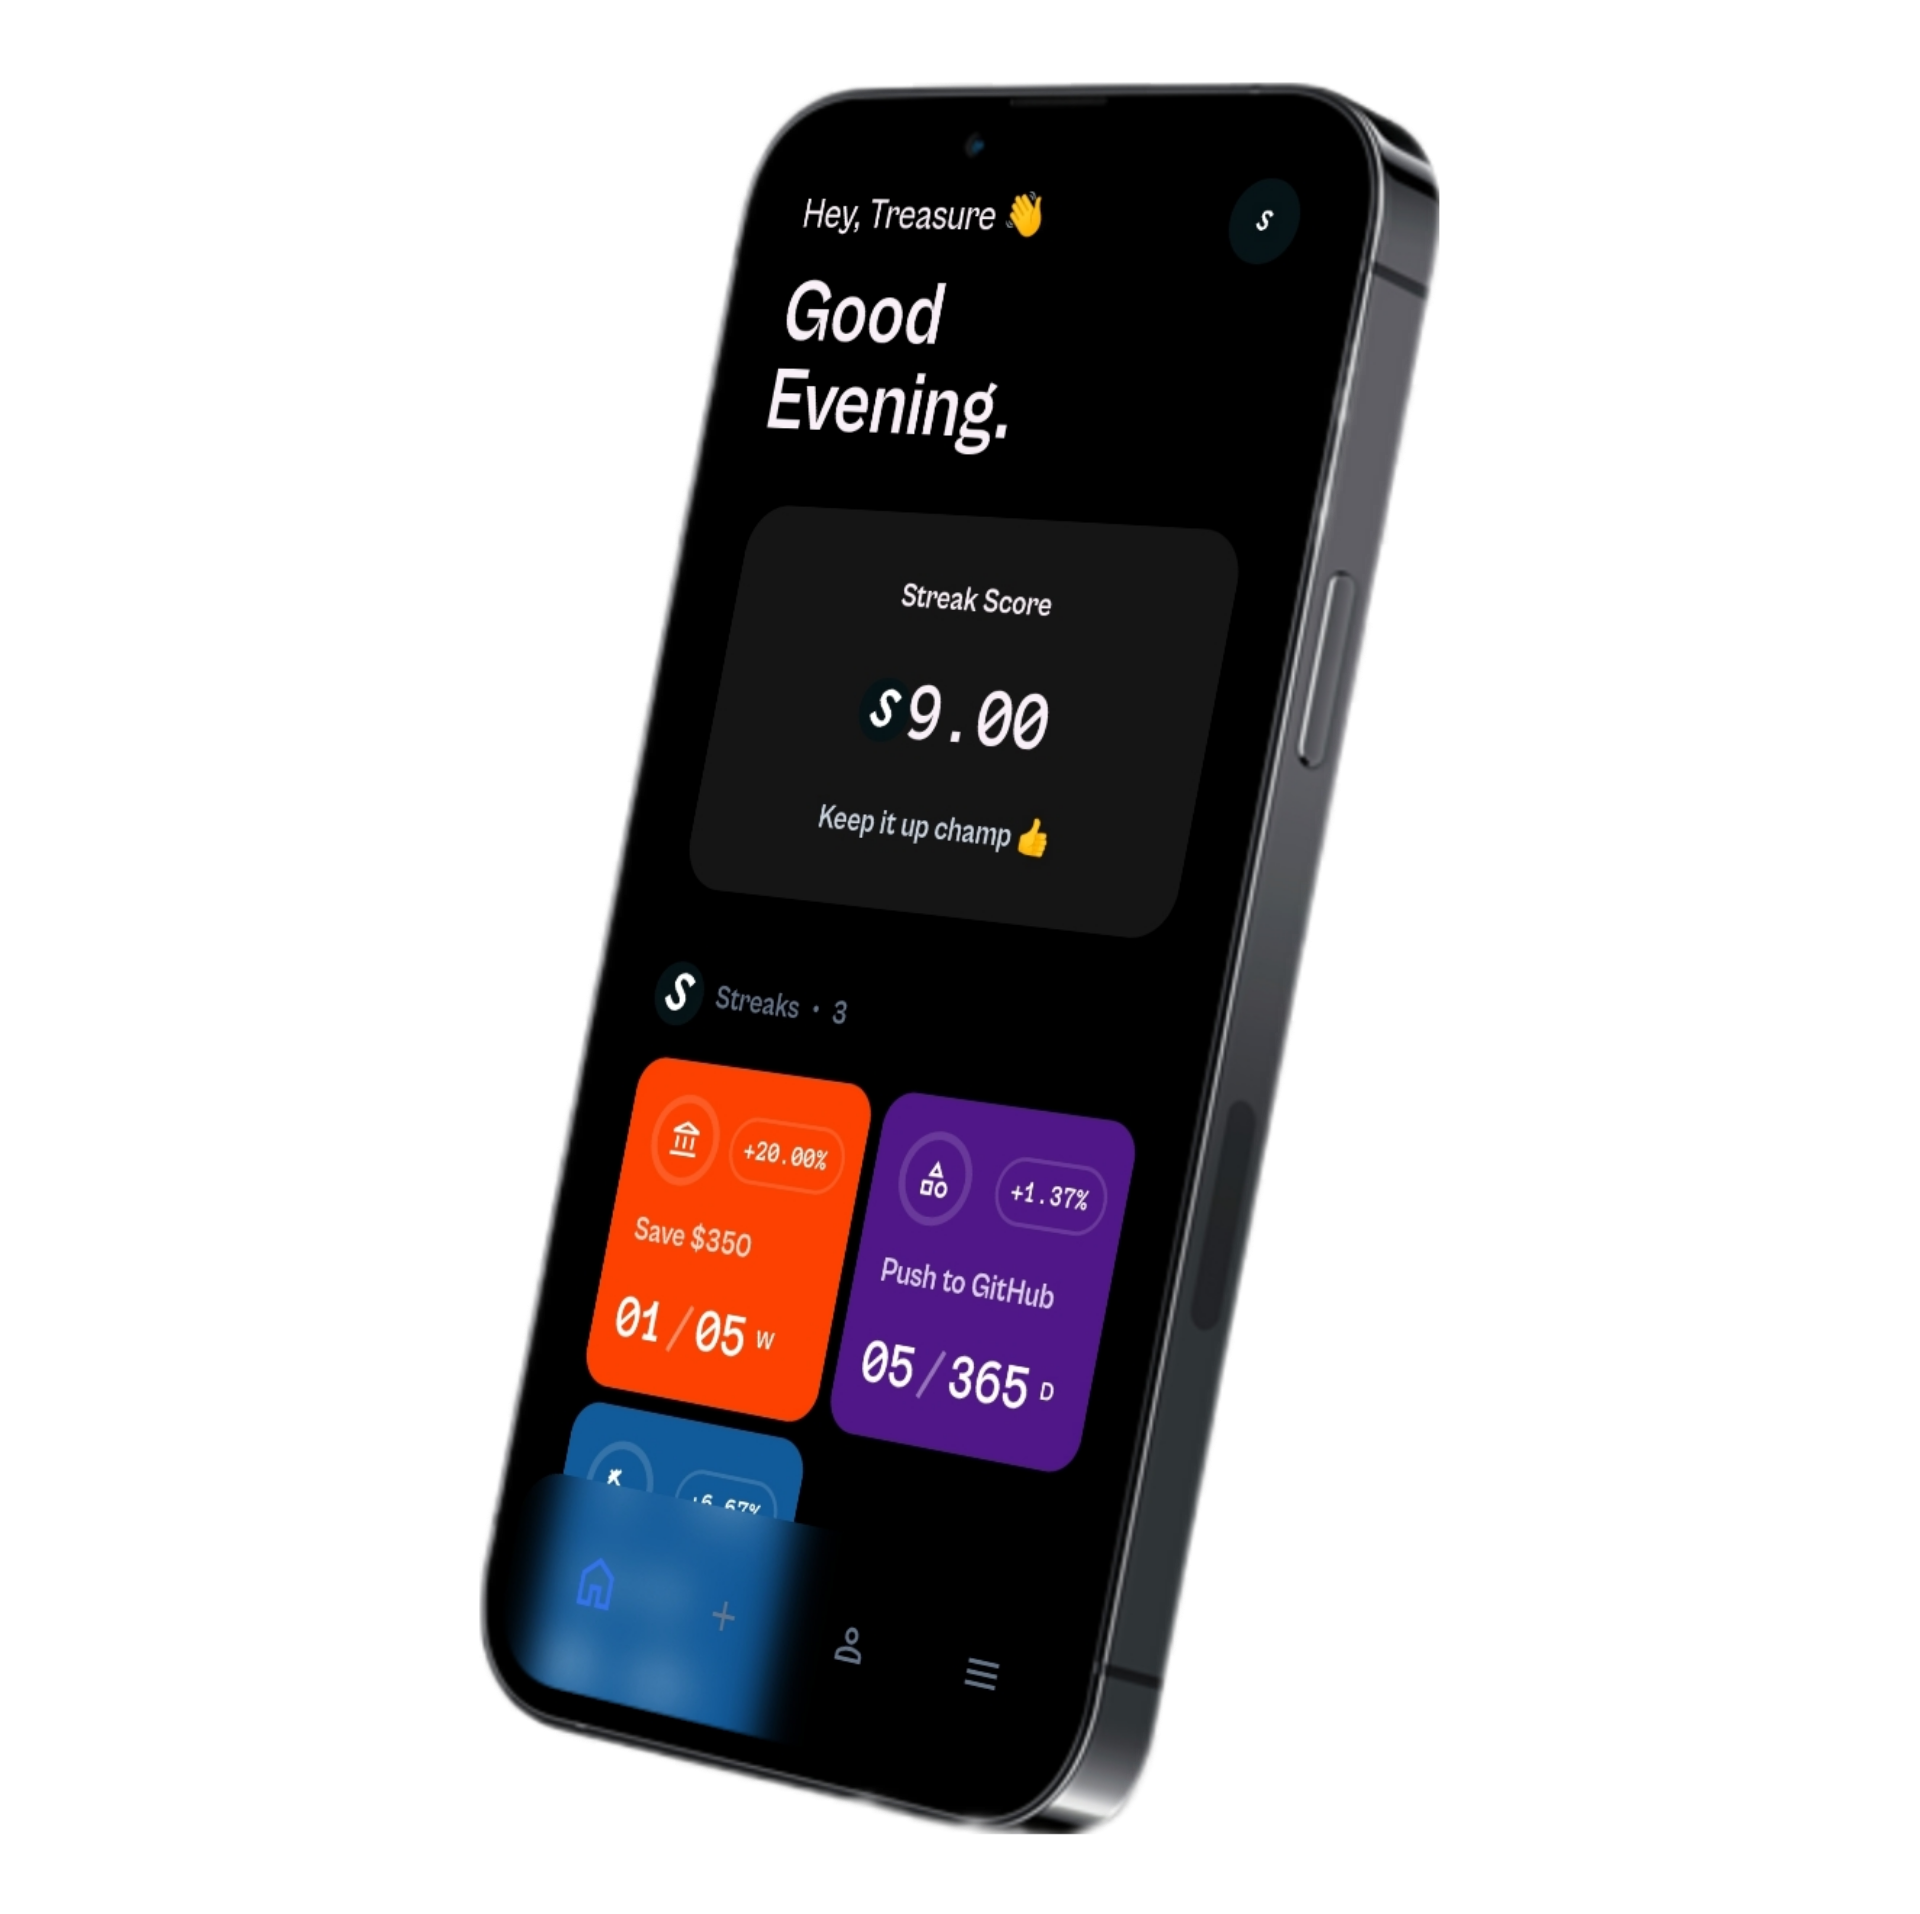 Hey, Treasure 👋
S
Good
Evening.
Streak Score
S9.00
Keep it up champ 👍
S Streaks • 3
+20.00%
Save $350
01/05 W
+1.37%
Push to GitHub
05/365 D
+6.67%